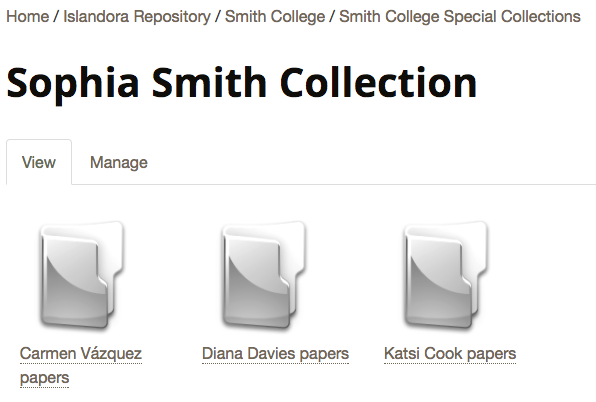 Home / Islandora Repository / Smith College / Smith College Special Collections
Sophia Smith Collection
View Manage
Carmen Vázquez papers
Diana Davies papers
Katsi Cook papers